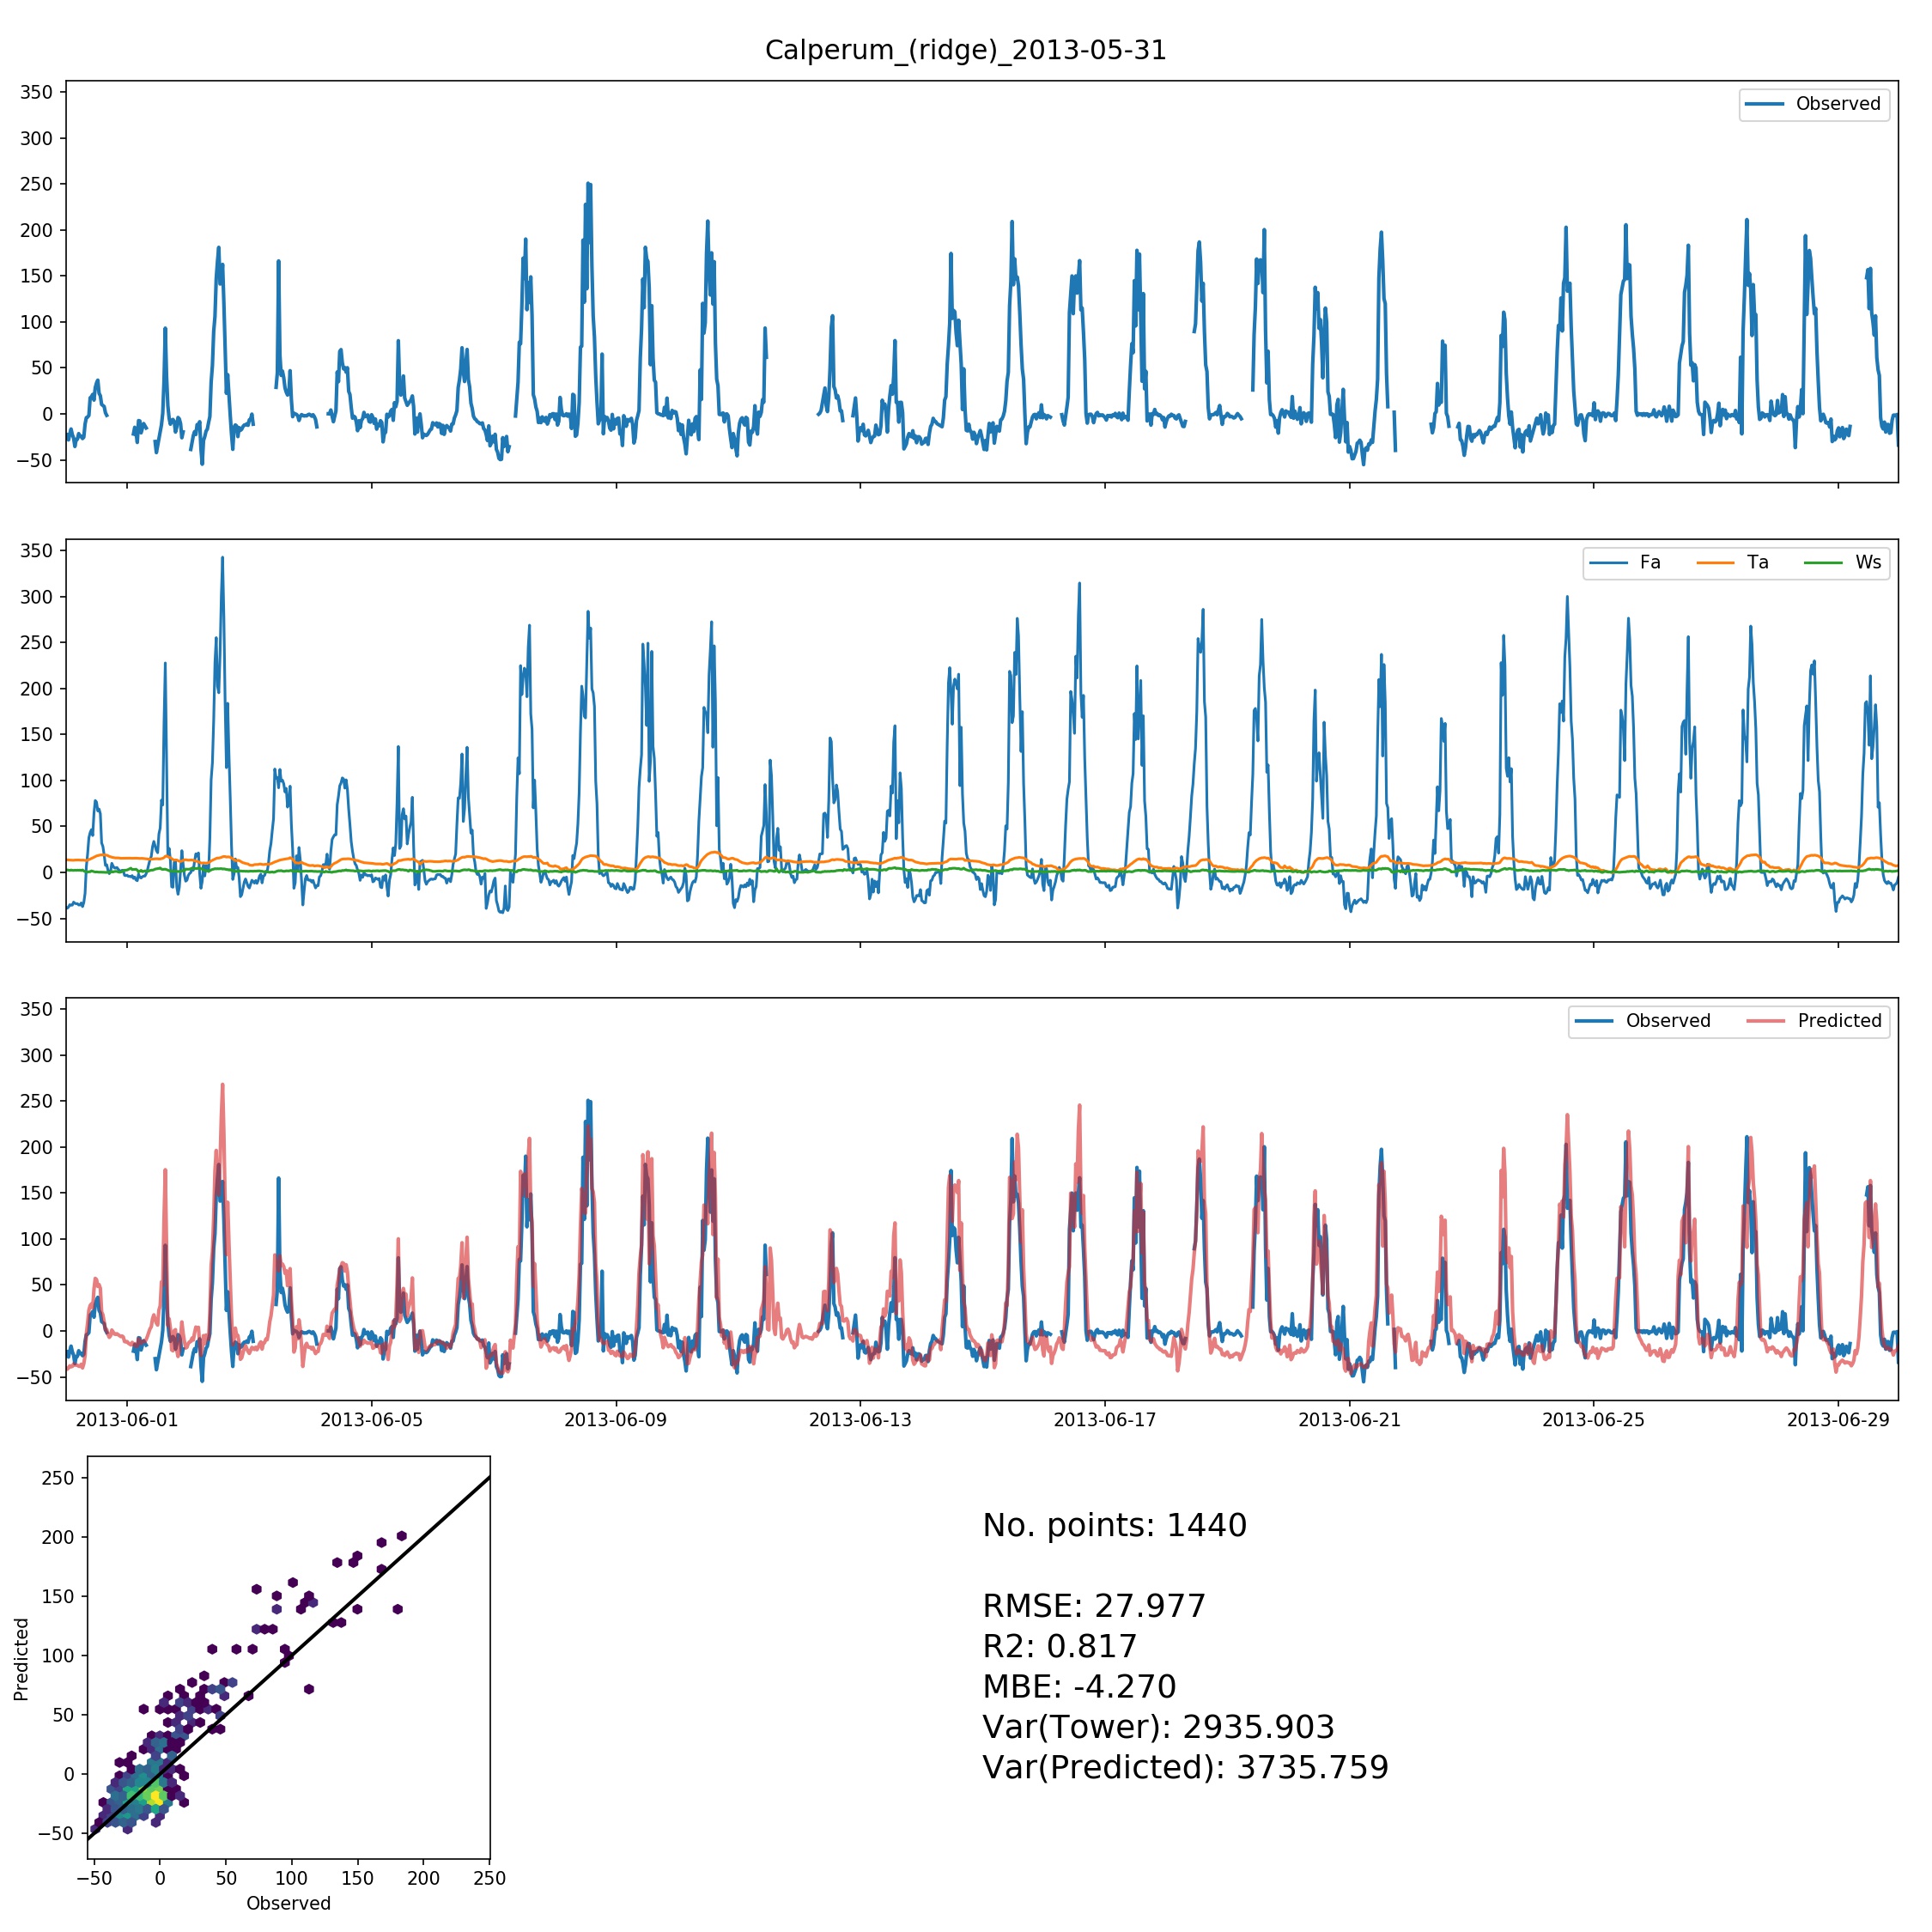 Calperum_(ridge)_2013-05-31
350
300
250
200
150
100
50
0
−50
Observed
350
300
250
200
150
100
50
0
−50
Fa Ta Ws
350
300
250
200
150
100
50
0
−50
Observed Predicted
2013-06-01 2013-06-05 2013-06-09 2013-06-13 2013-06-17 2013-06-21 2013-06-25 2013-06-29
Predicted
250
200
150
100
50
0
−50
−50 0 50 100 150 200 250
Observed
No. points: 1440
RMSE: 27.977
R2: 0.817
MBE: -4.270
Var(Tower): 2935.903
Var(Predicted): 3735.759